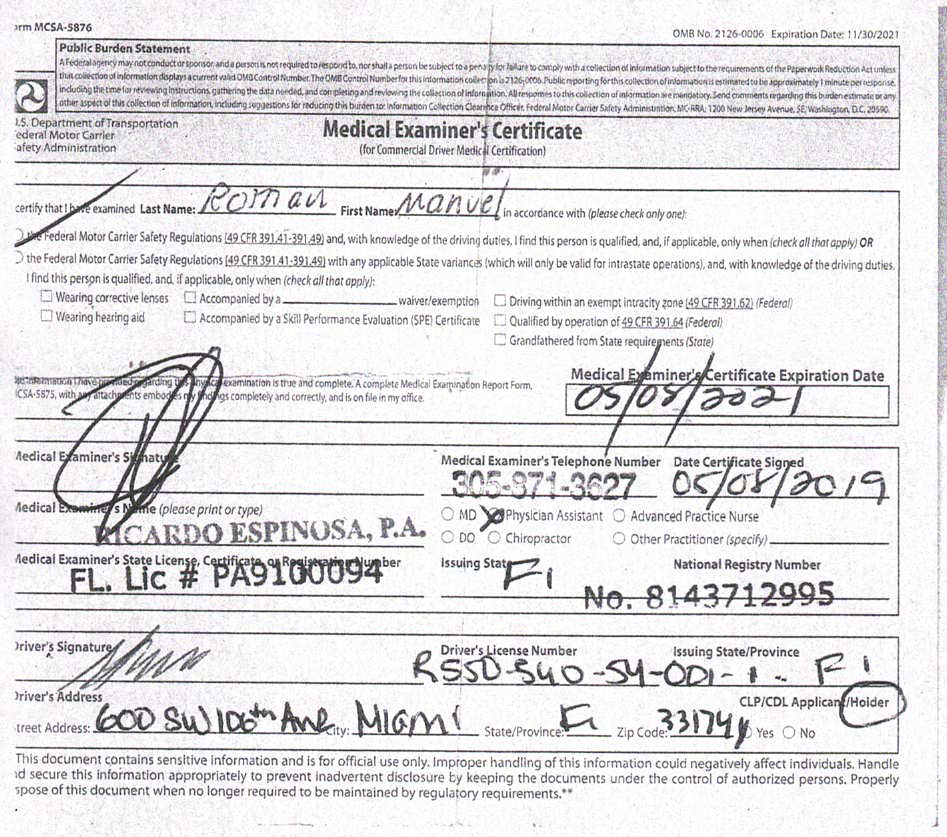 orm MCSA-5876
OMB No. 2126-0006 Expiration Date: 11/30/2021
Public Burden Statement
A Federal agency may not conduct or sponsor, and a person is not required to respond to, nor shall a person be subject to a penalty for failure to comply with a collection of information subject to the requirements of the Paperwork Reduction Act unless
this collection of information displays a current valid OMB Control Number. The OMB Control Number for this information collection is 2126-0006. Public reporting for this collection of information is estimated to be approximately 1 minute per response,
including the time for reviewing instructions, gathering the data needed, and completing and reviewing the collection of information. All responses to this collection of information are mandatory. Send comments regarding this burden estimate or any
other aspect of this collection of information, including suggestions for reducing this burden to: Information Collection Clearance Officer, Federal Motor Carrier Safety Administration, MC-RRA, 1200 New Jersey Avenue, SE, Washington, D.C. 20590.
.S. Department of Transportation
ederal Motor Carrier
afety Administration
Medical Examiner's Certificate
(for Commercial Driver Medical Certification)
certify that I have examined Last Name: Roman First Name: Manuel in accordance with (please check only one):
the Federal Motor Carrier Safety Regulations (49 CFR 391.41-391.49) and, with knowledge of the driving duties, I find this person is qualified, and, if applicable, only when (check all that apply) OR
the Federal Motor Carrier Safety Regulations (49 CFR 391.41-391.49) with any applicable State variances (which will only be valid for intrastate operations), and, with knowledge of the driving duties,
I find this person is qualified, and, if applicable, only when (check all that apply):
Wearing corrective lenses Accompanied by a waiver/exemption Driving within an exempt intracity zone (49 CFR 391.62) (Federal)
Wearing hearing aid Accompanied by a Skill Performance Evaluation (SPE) Certificate Qualified by operation of 49 CFR 391.64 (Federal)
Grandfathered from State requirements (State)
information I have provided regarding this physical examination is true and complete. A complete Medical Examination Report Form,
CSA-5875, with any attachments embodies my findings completely and correctly, and is on file in my office.
Medical Examiner's Certificate Expiration Date
05/08/2021
Medical Examiner's Signature
Medical Examiner's Telephone Number Date Certificate Signed
305-871-3627 05/08/2019
Medical Examiner's Name (please print or type)
MD Physician Assistant Advanced Practice Nurse
RICARDO ESPINOSA, P.A.
DO Chiropractor Other Practitioner (specify)
Medical Examiner's State License, Certificate, or Registration Number
Issuing State National Registry Number
FL. Lic # PA9100094 Fl No. 8143712995
Driver's Signature Driver's License Number Issuing State/Province
R550-540-54-001-1- Fl
Driver's Address CLP/CDL Applicant/Holder
treet Address: 600 SW 106th Ave City: Miami State/Province: Fl Zip Code: 33174 Yes No
This document contains sensitive information and is for official use only. Improper handling of this information could negatively affect individuals. Handle
nd secure this information appropriately to prevent inadvertent disclosure by keeping the documents under the control of authorized persons. Properly
spose of this document when no longer required to be maintained by regulatory requirements.**